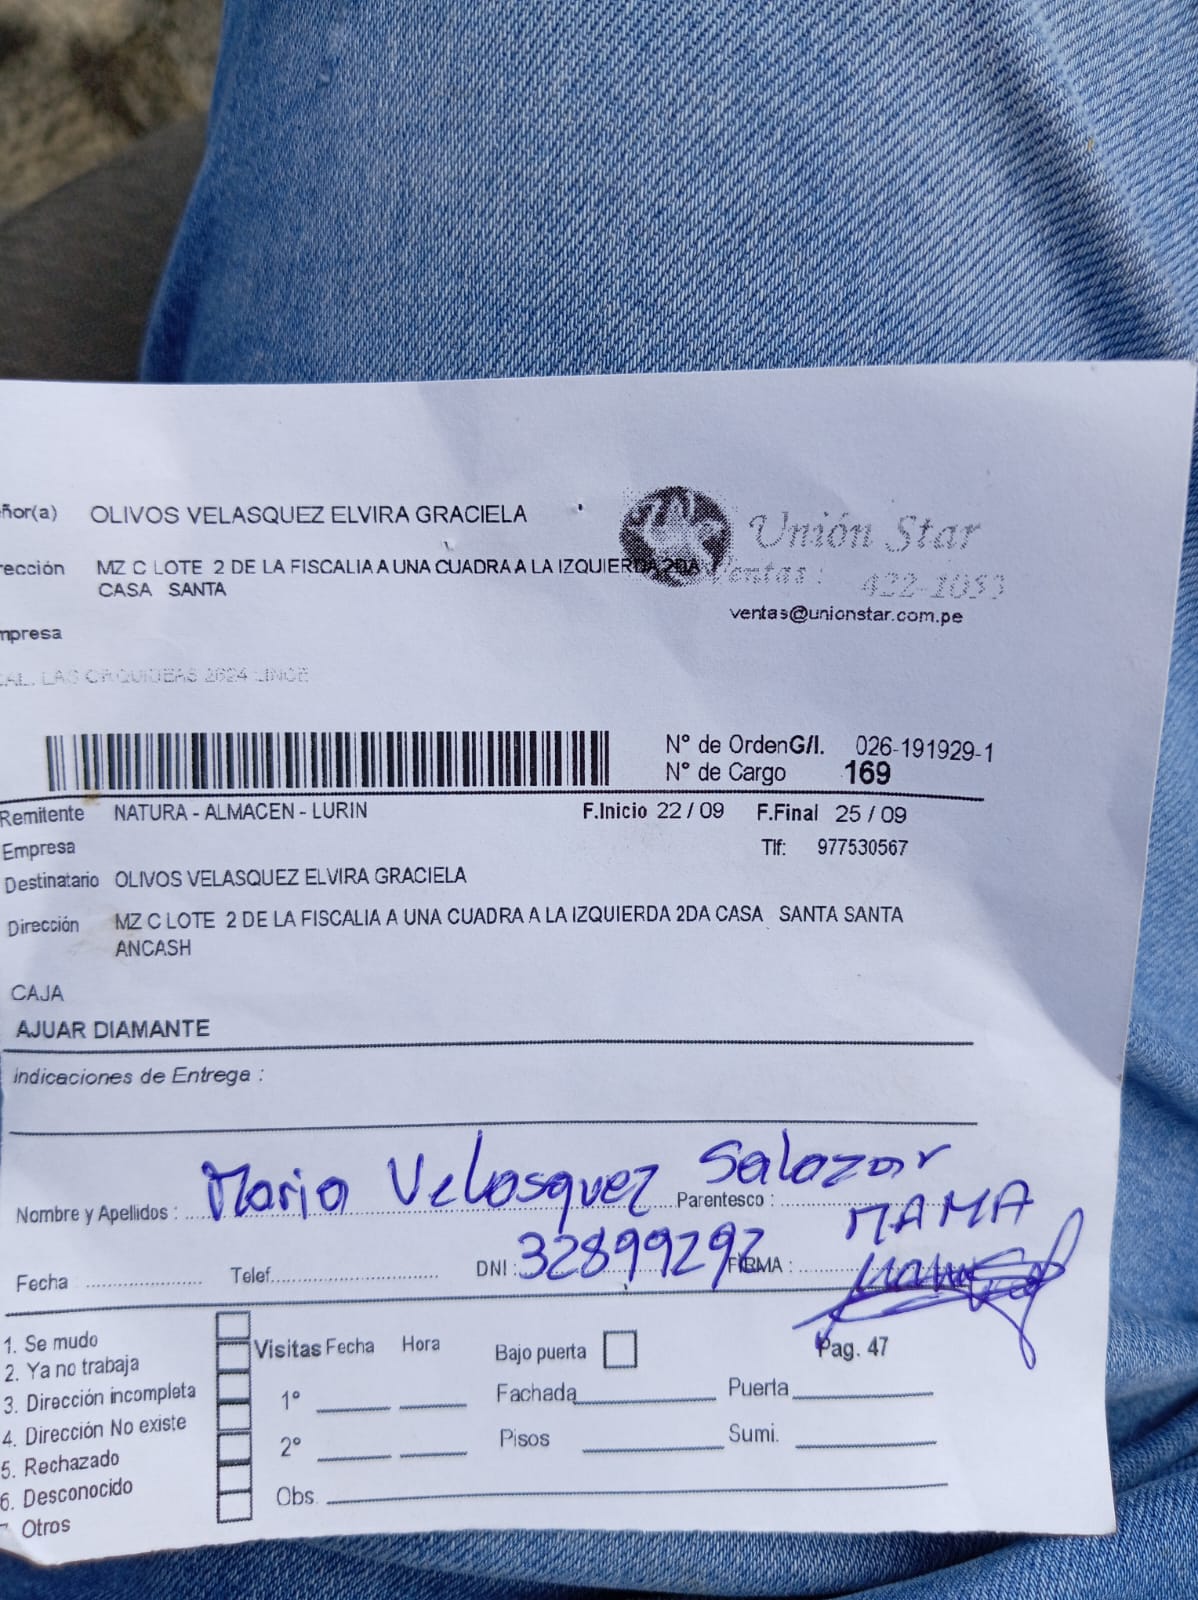 ñor(a) OLIVOS VELASQUEZ ELVIRA GRACIELA
Unión Star
rección MZ C LOTE 2 DE LA FISCALIA A UNA CUADRA A LA IZQUIERDA 2DA
CASA SANTA
Ventas: 422-1053
ventas@unionstar.com.pe
mpresa
CAL. LAS ORQUIDEAS 2624 LINCE
N° de Orden G/I. 026-191929-1
N° de Cargo 169
Remitente NATURA - ALMACEN - LURIN F.Inicio 22 / 09 F.Final 25 / 09
Empresa Tlf: 977530567
Destinatario OLIVOS VELASQUEZ ELVIRA GRACIELA
Dirección MZ C LOTE 2 DE LA FISCALIA A UNA CUADRA A LA IZQUIERDA 2DA CASA SANTA SANTA
ANCASH
CAJA
AJUAR DIAMANTE
Indicaciones de Entrega :
Nombre y Apellidos : Maria Velasquez Salazar Parentesco : MAMA
Fecha Telef. DNI : 32899292 FIRMA :
1. Se mudo
2. Ya no trabaja
3. Dirección incompleta
4. Dirección No existe
5. Rechazado
6. Desconocido
Otros
Visitas Fecha Hora
1°
2°
Obs.
Bajo puerta Pag. 47
Fachada Puerta
Pisos Sumi.